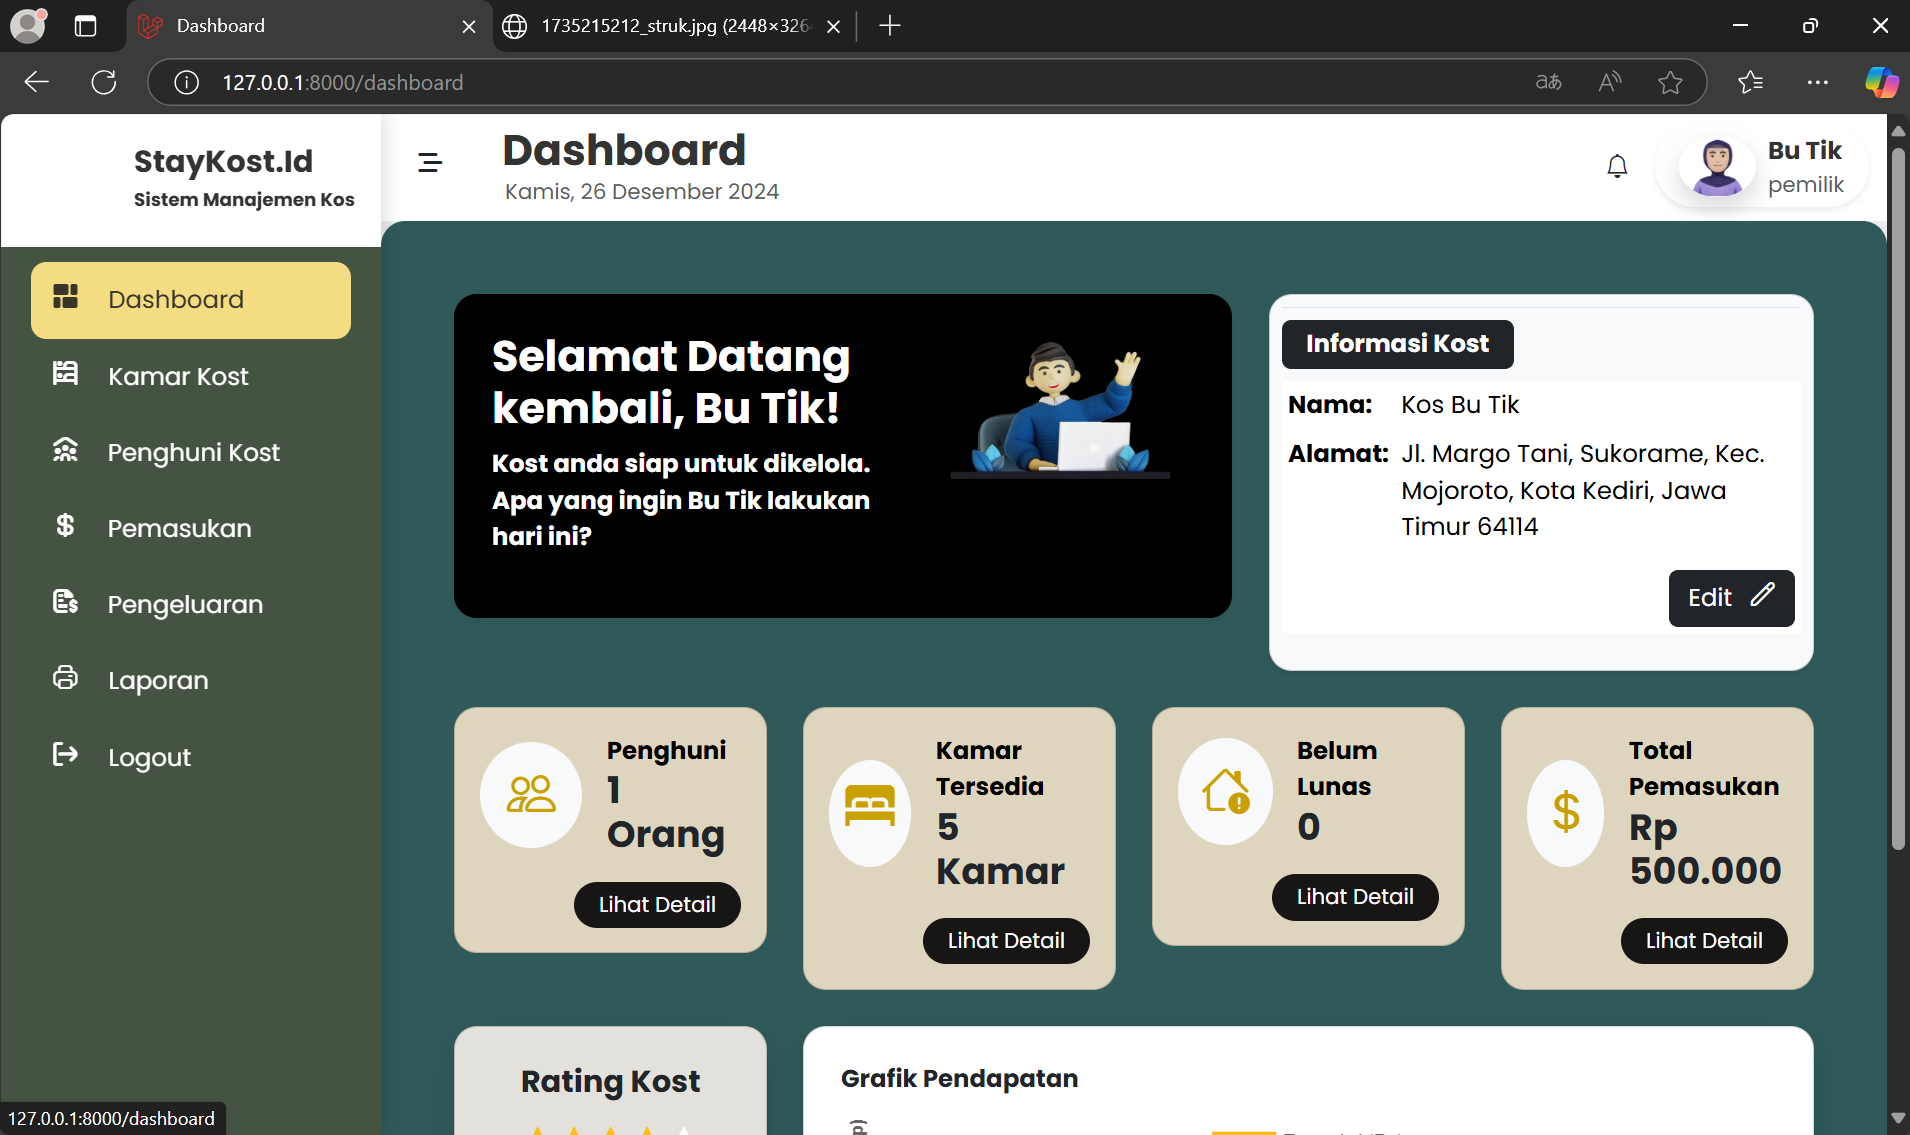 Dashboard
1735215212_struk.jpg (2448×326
127.0.0.1:8000/dashboard
StayKost.Id
Sistem Manajemen Kos
Dashboard
Kamis, 26 Desember 2024
Bu Tik
pemilik
Dashboard
Kamar Kost
Penghuni Kost
Pemasukan
Pengeluaran
Laporan
Logout
Selamat Datang
kembali, Bu Tik!
Kost anda siap untuk dikelola.
Apa yang ingin Bu Tik lakukan
hari ini?
Informasi Kost
Nama: Kos Bu Tik
Alamat: Jl. Margo Tani, Sukorame, Kec.
Mojoroto, Kota Kediri, Jawa
Timur 64114
Edit
Penghuni
1
Orang
Lihat Detail
Kamar
Tersedia
5
Kamar
Lihat Detail
Belum
Lunas
0
Lihat Detail
Total
Pemasukan
Rp
500.000
Lihat Detail
Rating Kost
Grafik Pendapatan
127.0.0.1:8000/dashboard